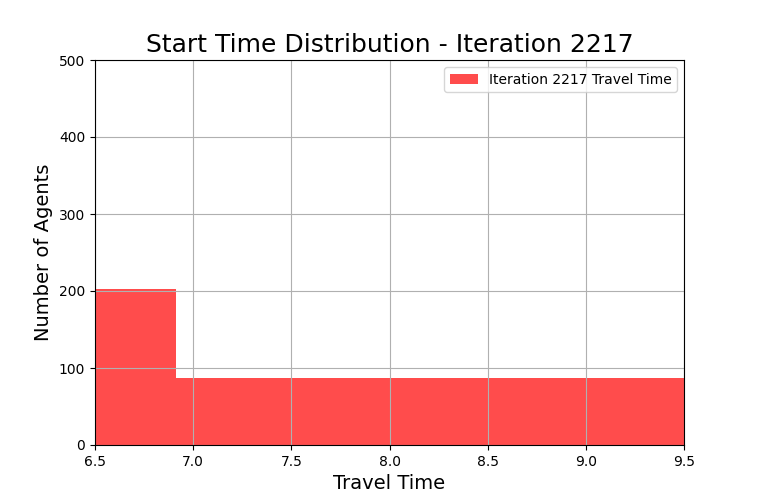 Start Time Distribution - Iteration 2217
500
Iteration 2217 Travel Time
400
300
200
100
0
Number of Agents
6.5 7.0 7.5 8.0 8.5 9.0 9.5
Travel Time